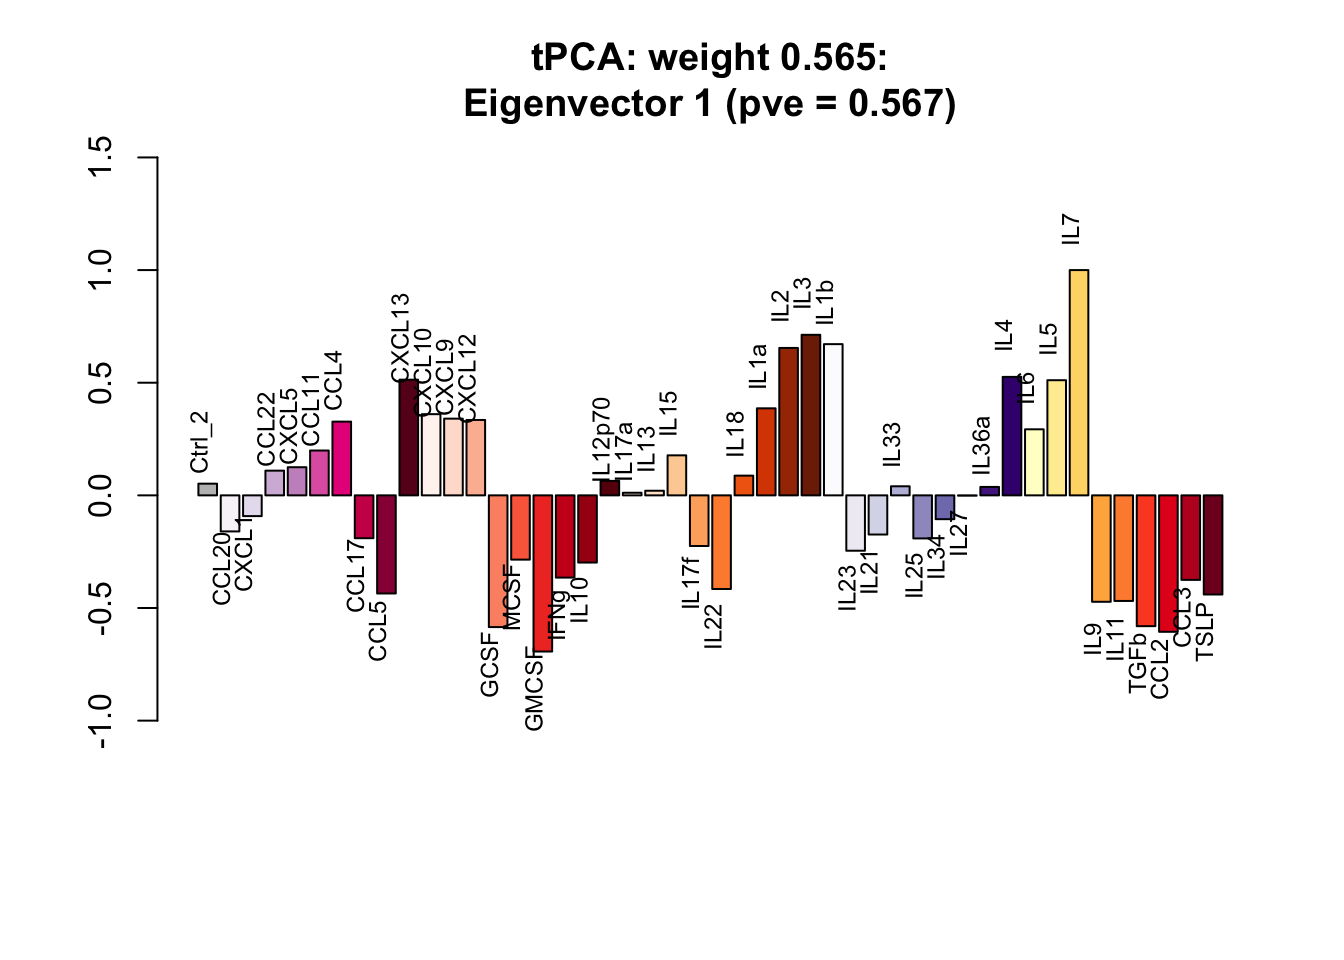 tPCA: weight 0.565:
Eigenvector 1 (pve = 0.567)
1.5
1.0
0.5
0.0
-0.5
-1.0
Ctrl_2
CCL20
CXCL1
CCL22
CXCL5
CCL11
CCL4
CCL17
CCL5
CXCL13
CXCL10
CXCL9
CXCL12
GCSF
MCSF
GMCSF
IFNg
IL10
IL12p70
IL17a
IL13
IL15
IL17f
IL22
IL18
IL1a
IL2
IL3
IL1b
IL23
IL21
IL33
IL25
IL34
IL27
IL36a
IL4
IL6
IL5
IL7
IL9
IL11
TGFb
CCL2
CCL3
TSLP